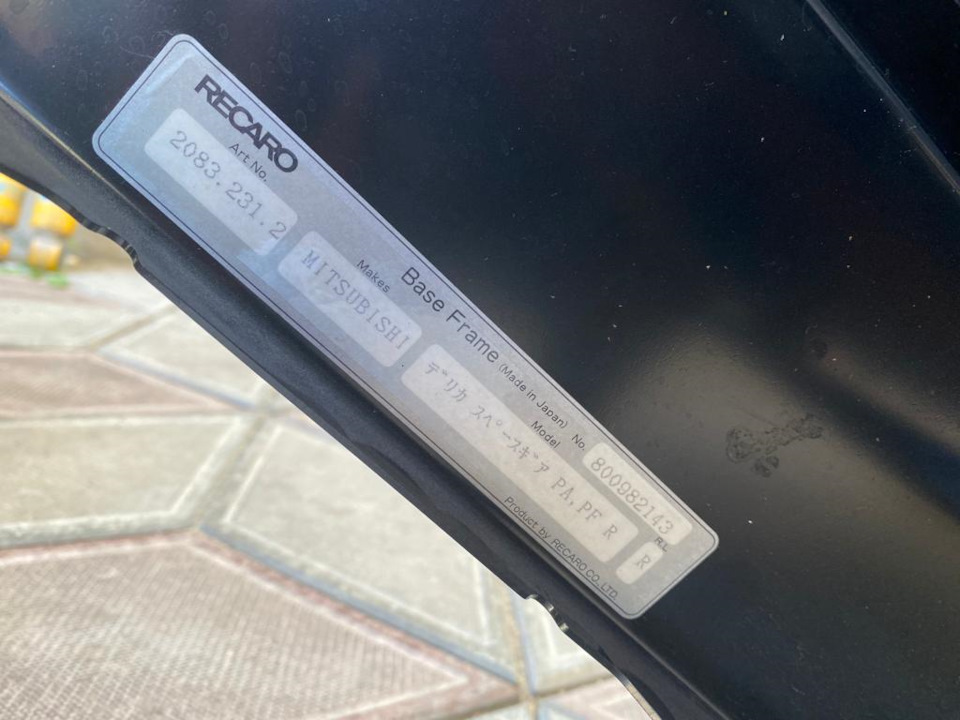 RECARO
Art No.
2083.231.2
Base Frame (Made in Japan) No. 800982143
Makes
MITSUBISHI
Model
デリカ スペースギア PA,PF R
R.L
R
Product by RECARO CO., LTD.